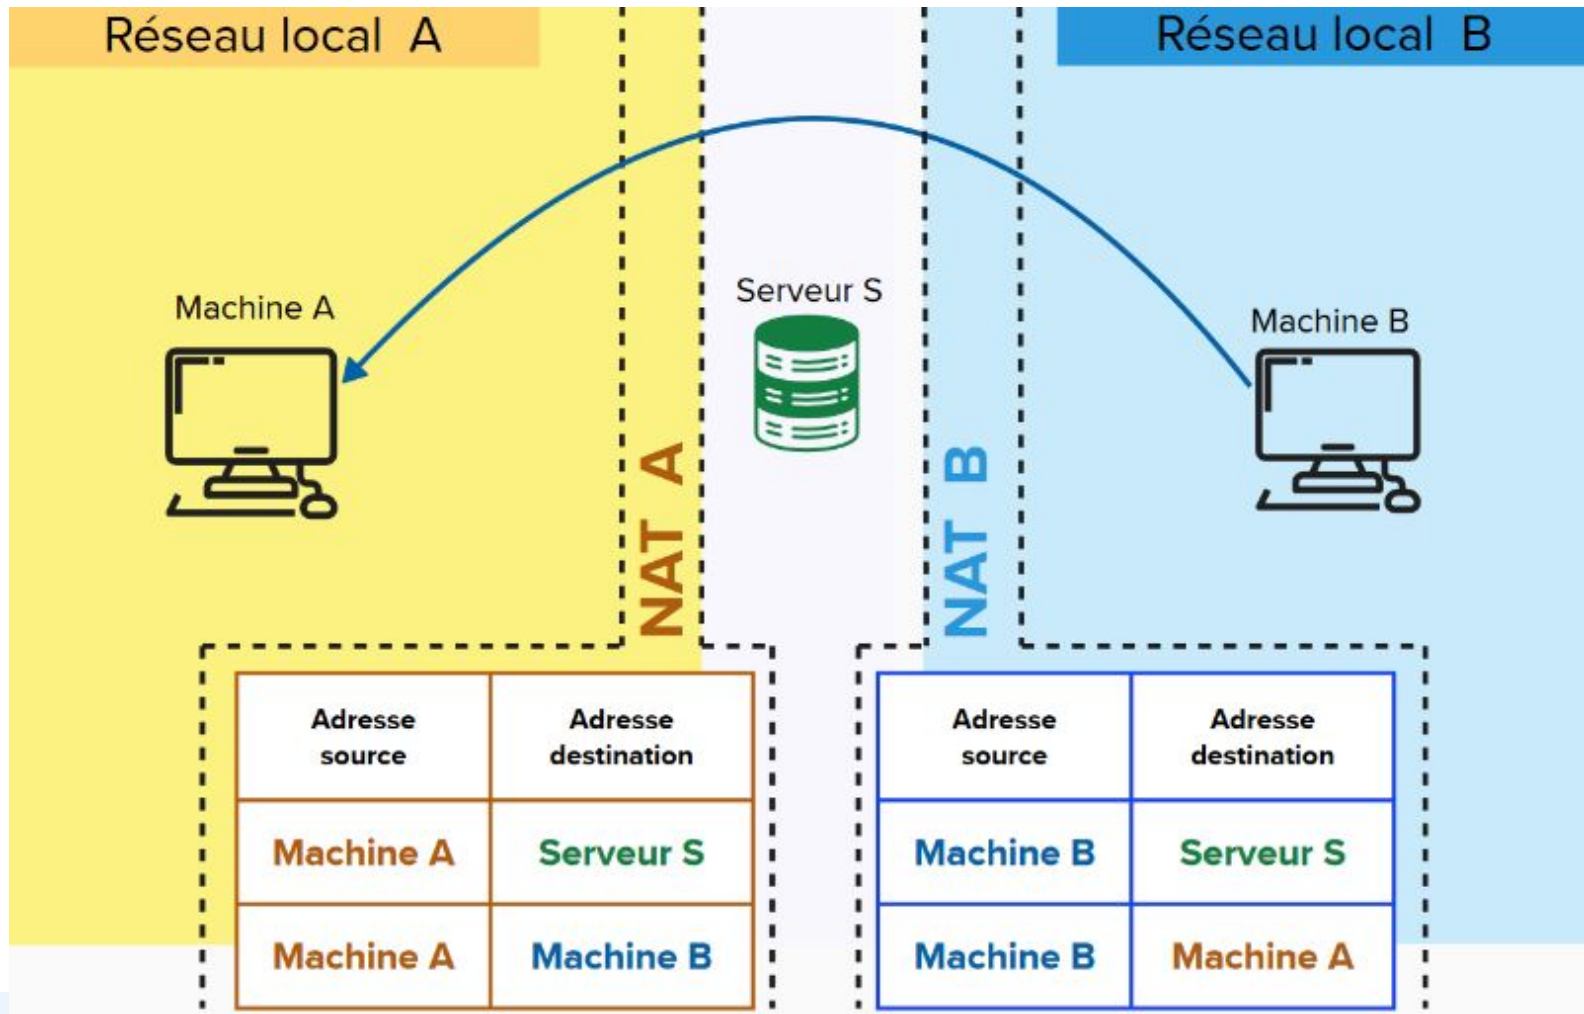 Réseau local A
Réseau local B
Serveur S
Machine A
Machine B
NAT A
NAT B
Adresse source
Adresse destination
Machine A
Serveur S
Machine A
Machine B
Adresse source
Adresse destination
Machine B
Serveur S
Machine B
Machine A